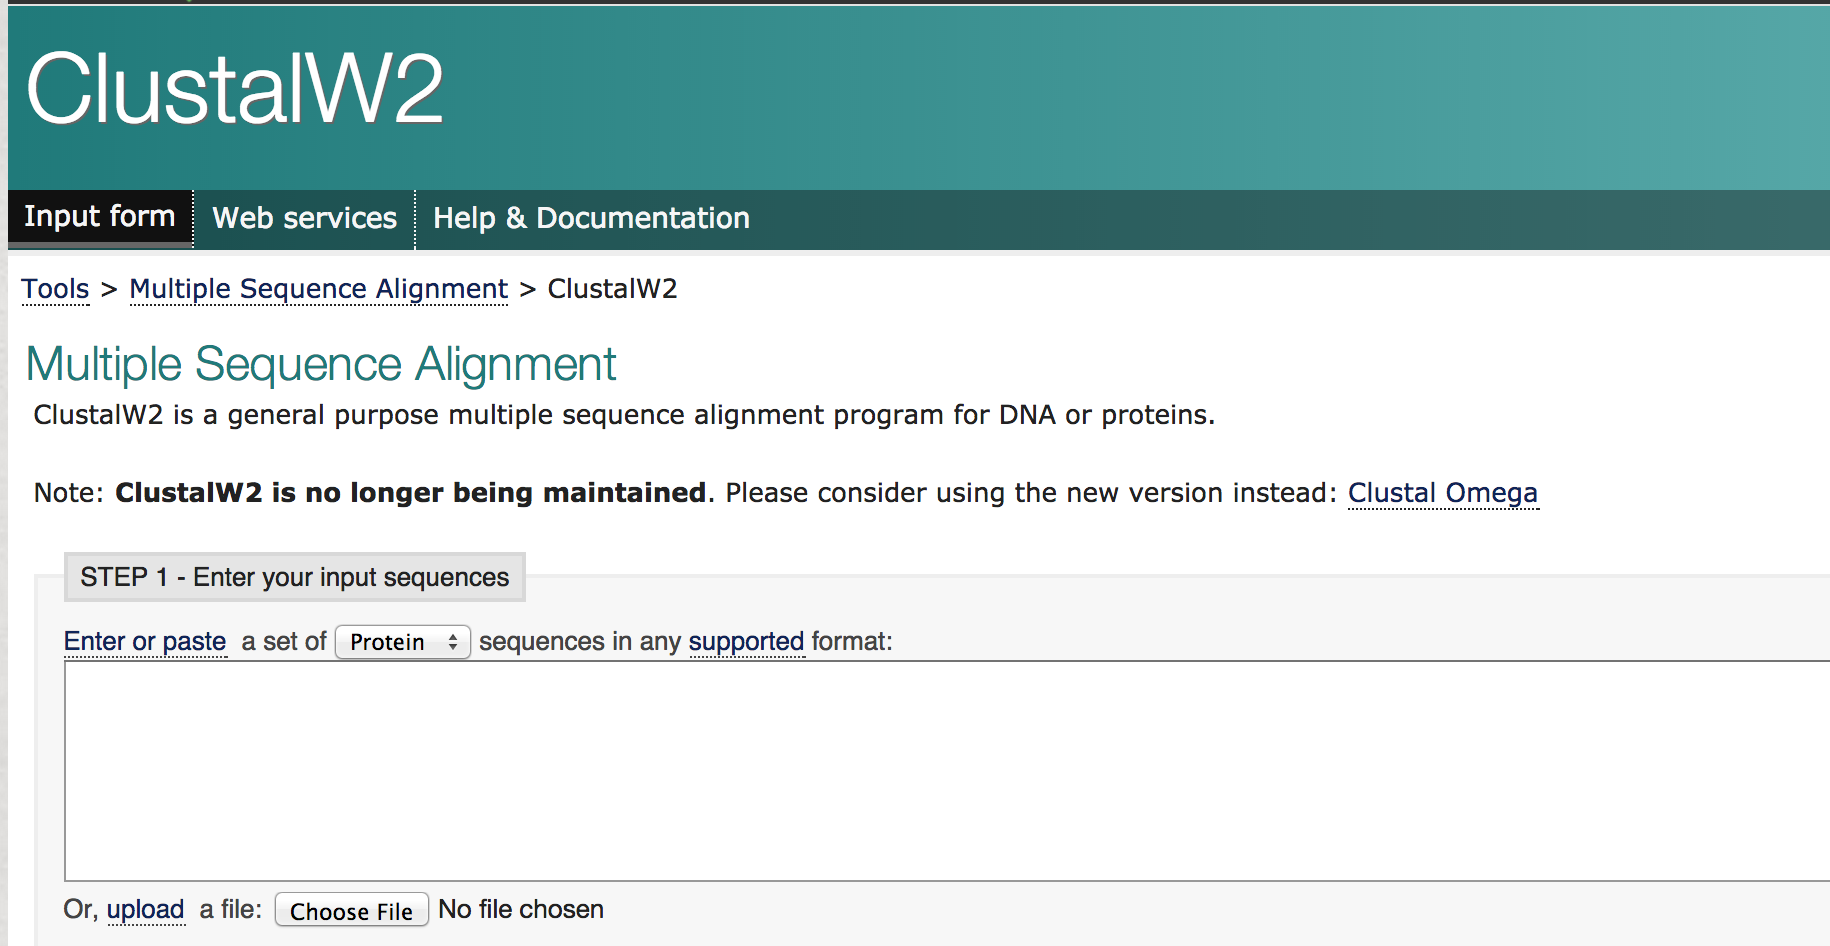 ClustalW2
Input form Web services Help & Documentation
Tools > Multiple Sequence Alignment > ClustalW2
Multiple Sequence Alignment
ClustalW2 is a general purpose multiple sequence alignment program for DNA or proteins.
Note: ClustalW2 is no longer being maintained. Please consider using the new version instead: Clustal Omega
STEP 1 - Enter your input sequences
Enter or paste a set of Protein sequences in any supported format:
Or, upload a file: Choose File No file chosen